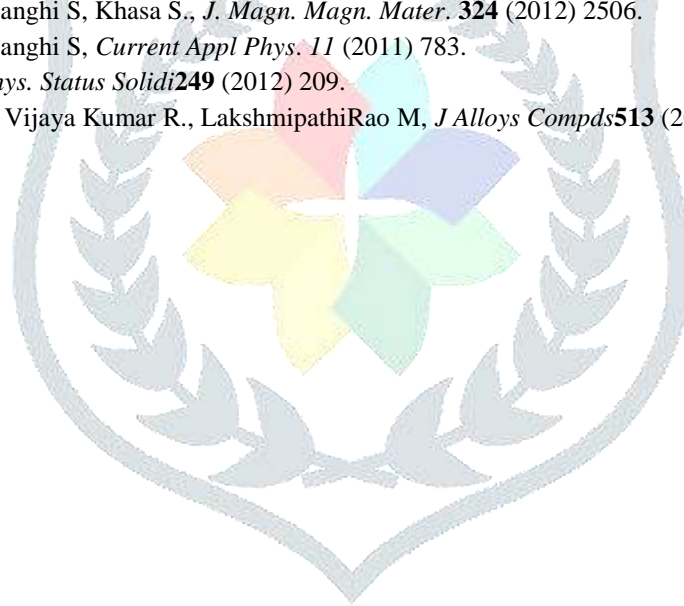 anghi S, Khasa S., J. Magn. Magn. Mater. 324 (2012) 2506.
anghi S, Current Appl Phys. 11 (2011) 783.
ys. Status Solidi249 (2012) 209.
Vijaya Kumar R., LakshmipathiRao M, J Alloys Compds513 (2